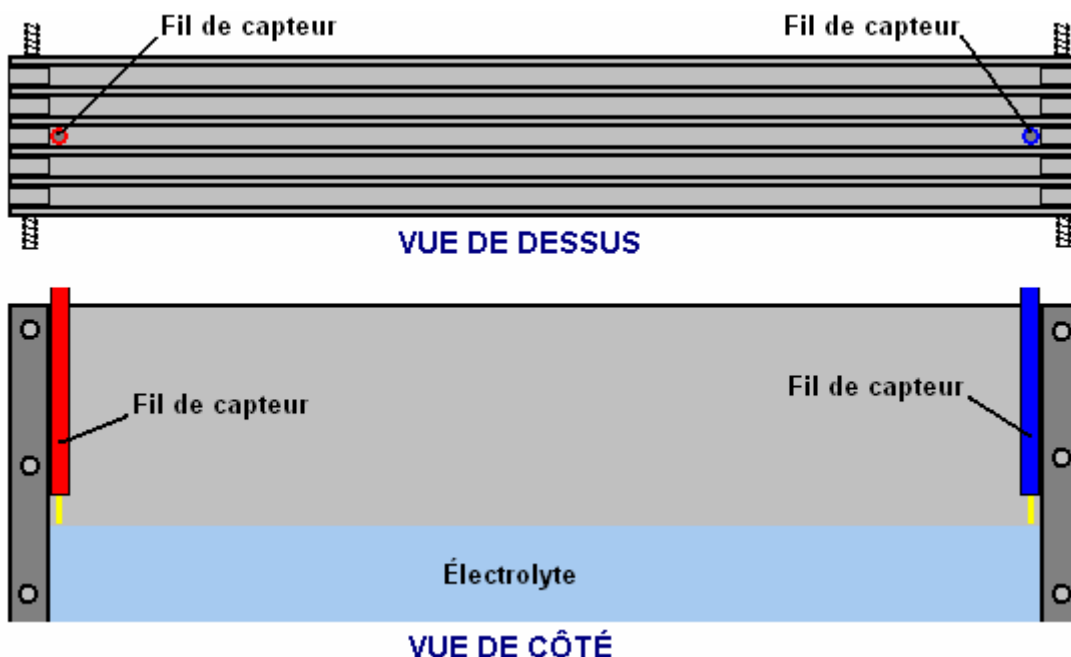 Fil de capteur
Fil de capteur
VUE DE DESSUS
Fil de capteur
Fil de capteur
Électrolyte
VUE DE CÔTÉ